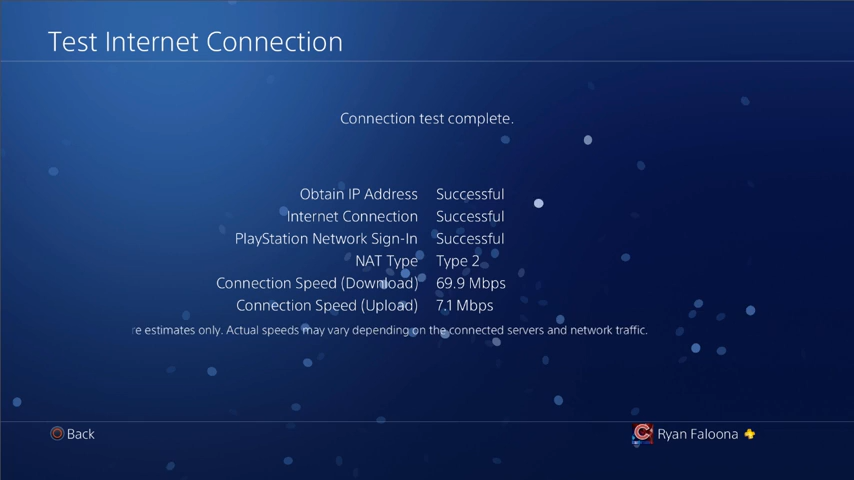 Test Internet Connection
Connection test complete.
Obtain IP Address Successful
Internet Connection Successful
PlayStation Network Sign-In Successful
NAT Type Type 2
Connection Speed (Download) 69.9 Mbps
Connection Speed (Upload) 7.1 Mbps
re estimates only. Actual speeds may vary depending on the connected servers and network traffic.
Back
Ryan Faloona